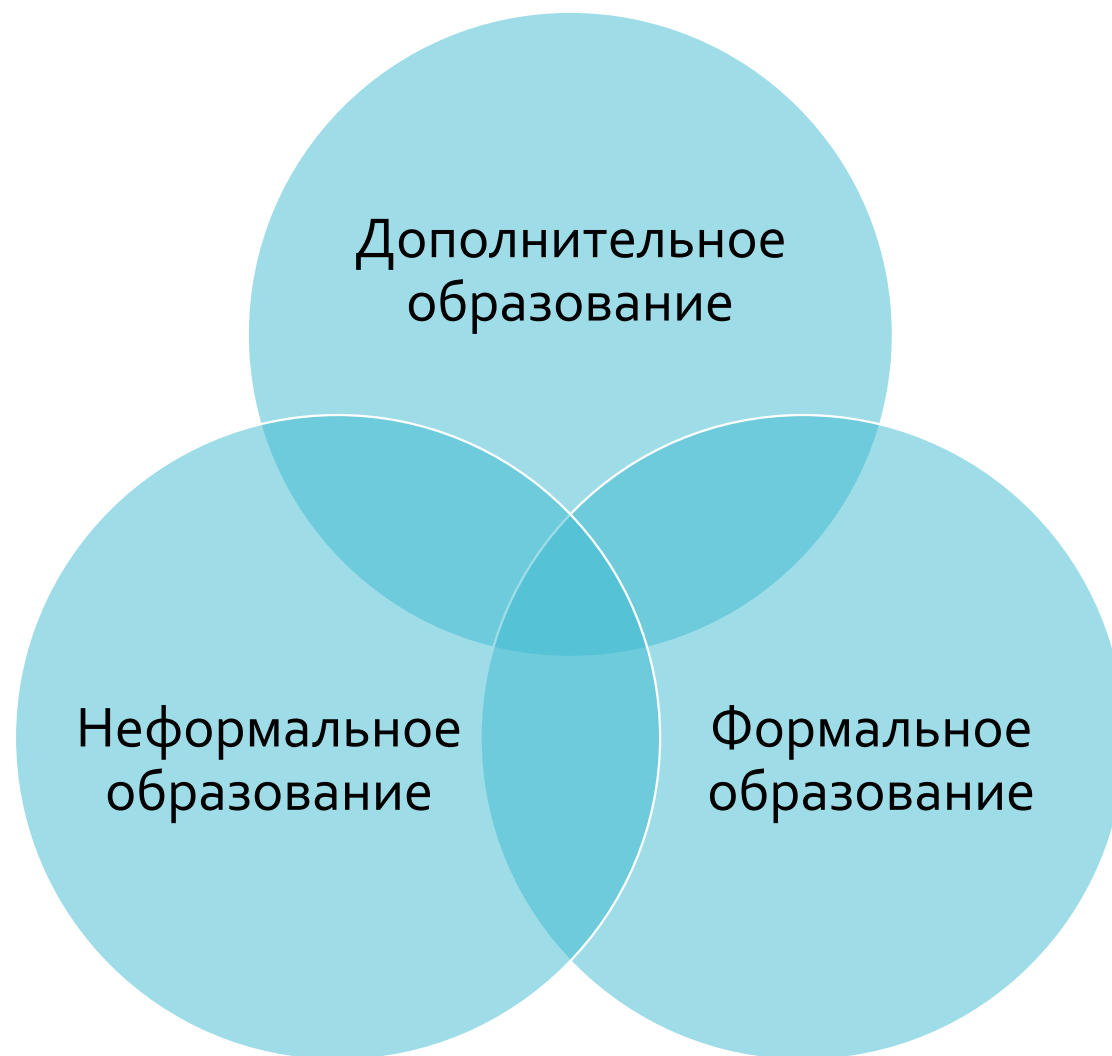 Дополнительное
образование
Неформальное
образование
Формальное
образование